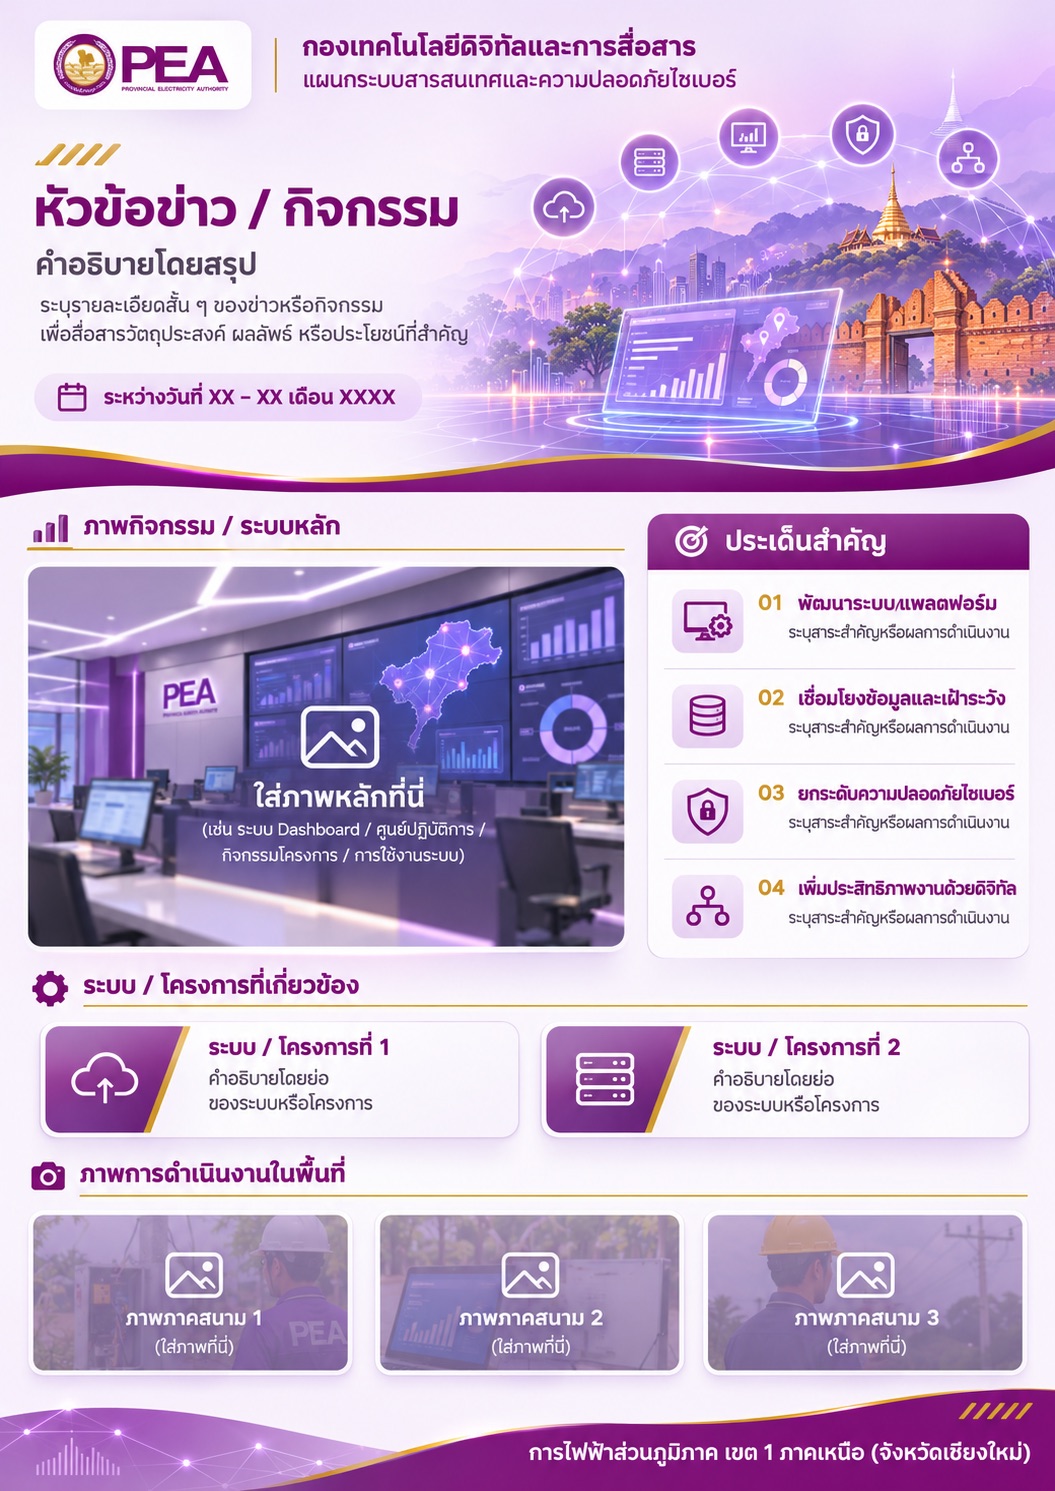 PEA
PROVINCIAL ELECTRICITY AUTHORITY
กองเทคโนโลยีดิจิทัลและการสื่อสาร
แผนกระบบสารสนเทศและความปลอดภัยไซเบอร์
หัวข้อข่าว / กิจกรรม
คำอธิบายโดยสรุป
ระบุรายละเอียดสั้น ๆ ของข่าวหรือกิจกรรม
เพื่อสื่อสารวัตถุประสงค์ ผลลัพธ์ หรือประโยชน์ที่สำคัญ
ระหว่างวันที่ XX – XX เดือน XXXX
ภาพกิจกรรม / ระบบหลัก
PEA
ใส่ภาพหลักที่นี่
(เช่น ระบบ Dashboard / ศูนย์ปฏิบัติการ /
กิจกรรมโครงการ / การใช้งานระบบ)
ประเด็นสำคัญ
01 พัฒนาระบบ/แพลตฟอร์ม
ระบุสาระสำคัญหรือผลการดำเนินงาน
02 เชื่อมโยงข้อมูลและเฝ้าระวัง
ระบุสาระสำคัญหรือผลการดำเนินงาน
03 ยกระดับความปลอดภัยไซเบอร์
ระบุสาระสำคัญหรือผลการดำเนินงาน
04 เพิ่มประสิทธิภาพงานด้วยดิจิทัล
ระบุสาระสำคัญหรือผลการดำเนินงาน
ระบบ / โครงการที่เกี่ยวข้อง
ระบบ / โครงการที่ 1
คำอธิบายโดยย่อ
ของระบบหรือโครงการ
ระบบ / โครงการที่ 2
คำอธิบายโดยย่อ
ของระบบหรือโครงการ
ภาพการดำเนินงานในพื้นที่
ภาพภาคสนาม 1
(ใส่ภาพที่นี่)
PEA
ภาพภาคสนาม 2
(ใส่ภาพที่นี่)
ภาพภาคสนาม 3
(ใส่ภาพที่นี่)
การไฟฟ้าส่วนภูมิภาค เขต 1 ภาคเหนือ (จังหวัดเชียงใหม่)